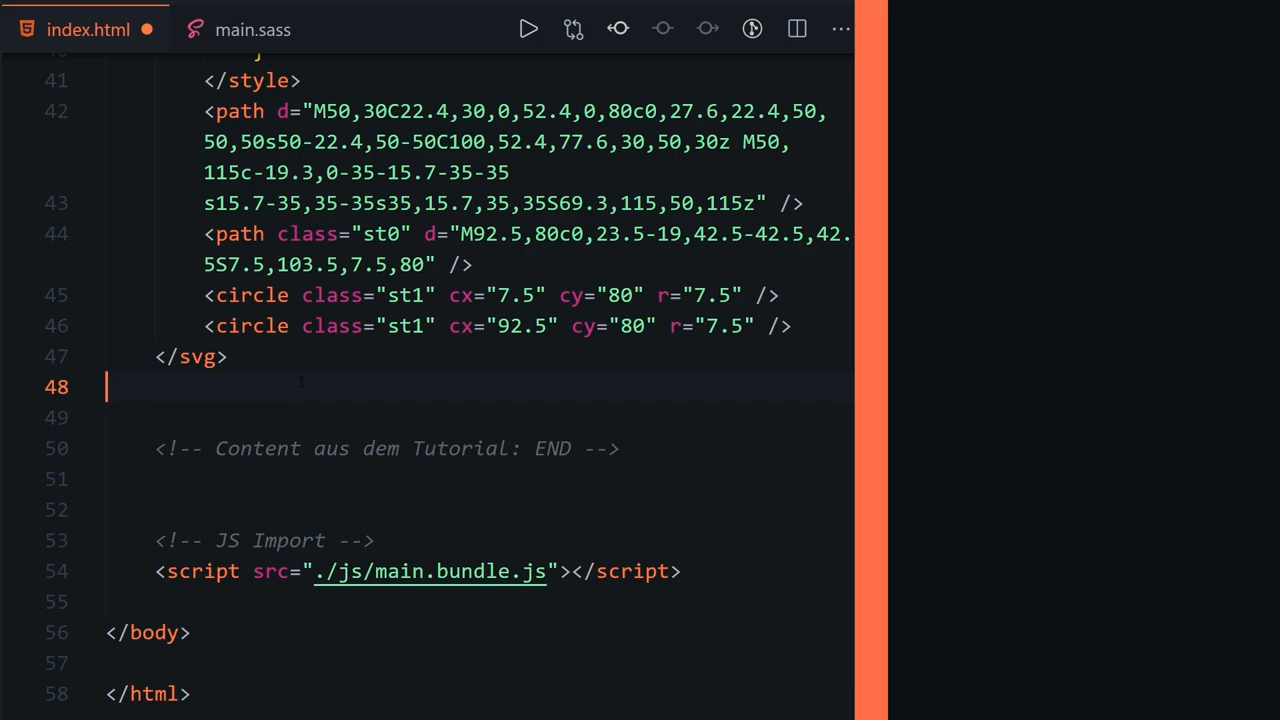 index.html
main.sass
41 </style>
42 <path d="M50,30C22.4,30,0,52.4,0,80c0,27.6,22.4,50,
50,50s50-22.4,50-50C100,52.4,77.6,30,50,30z M50,
115c-19.3,0-35-15.7-35-35
43 s15.7-35,35-35s35,15.7,35,35S69.3,115,50,115z" />
44 <path class="st0" d="M92.5,80c0,23.5-19,42.5-42.5,42.
5S7.5,103.5,7.5,80" />
45 <circle class="st1" cx="7.5" cy="80" r="7.5" />
46 <circle class="st1" cx="92.5" cy="80" r="7.5" />
47 </svg>
48
49
50 <!-- Content aus dem Tutorial: END -->
51
52
53 <!-- JS Import -->
54 <script src="./js/main.bundle.js"></script>
55
56 </body>
57
58 </html>